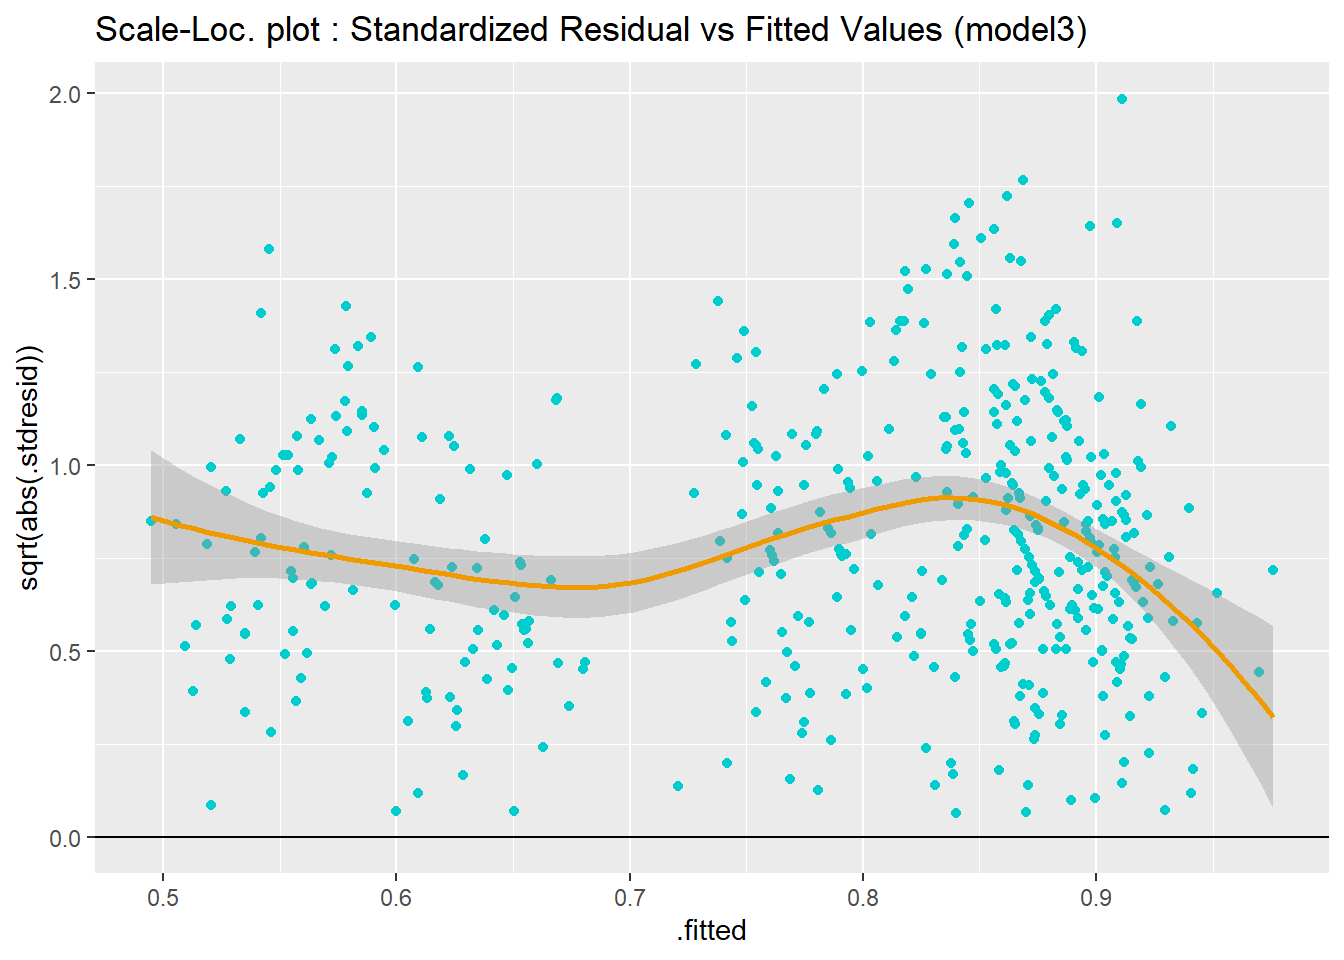 Scale-Loc. plot : Standardized Residual vs Fitted Values (model3)
sqrt(abs(.stdresid))
2.0
1.5
1.0
0.5
0.0
0.5 0.6 0.7 0.8 0.9
.fitted